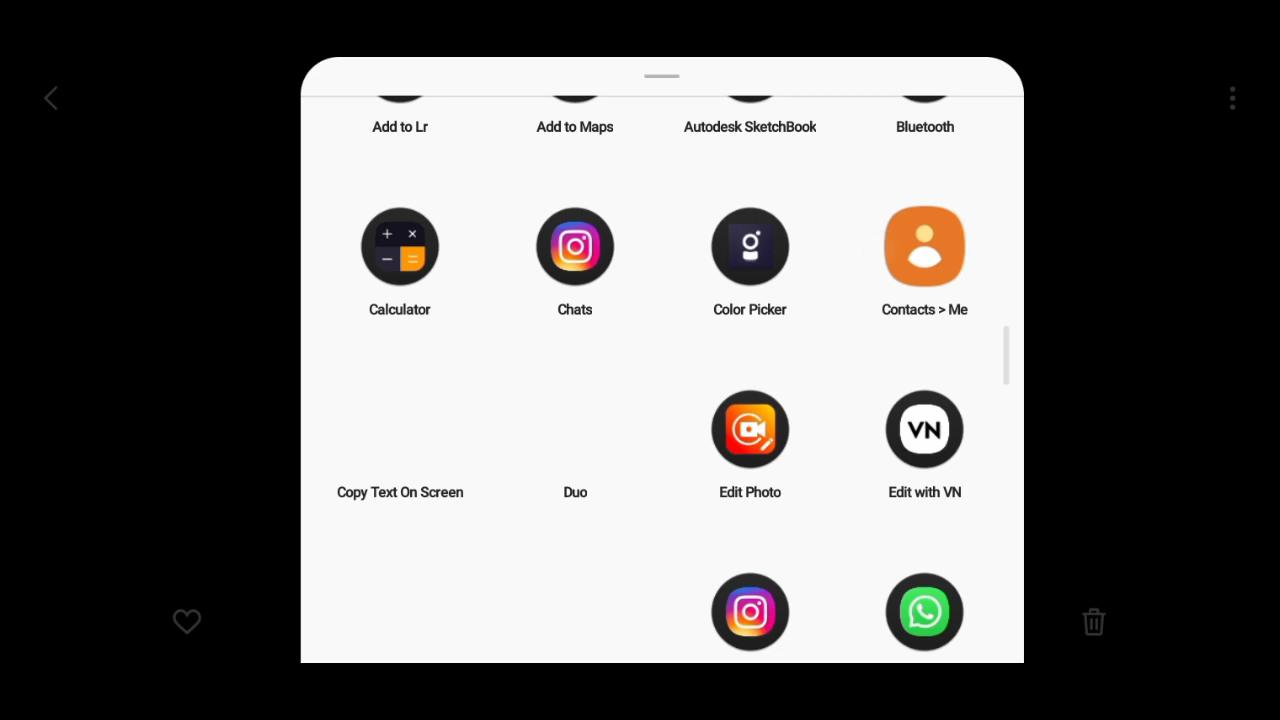 Add to Lr
Add to Maps
Autodesk SketchBook
Bluetooth
Calculator
Chats
Color Picker
Contacts > Me
VN
Copy Text On Screen
Duo
Edit Photo
Edit with VN